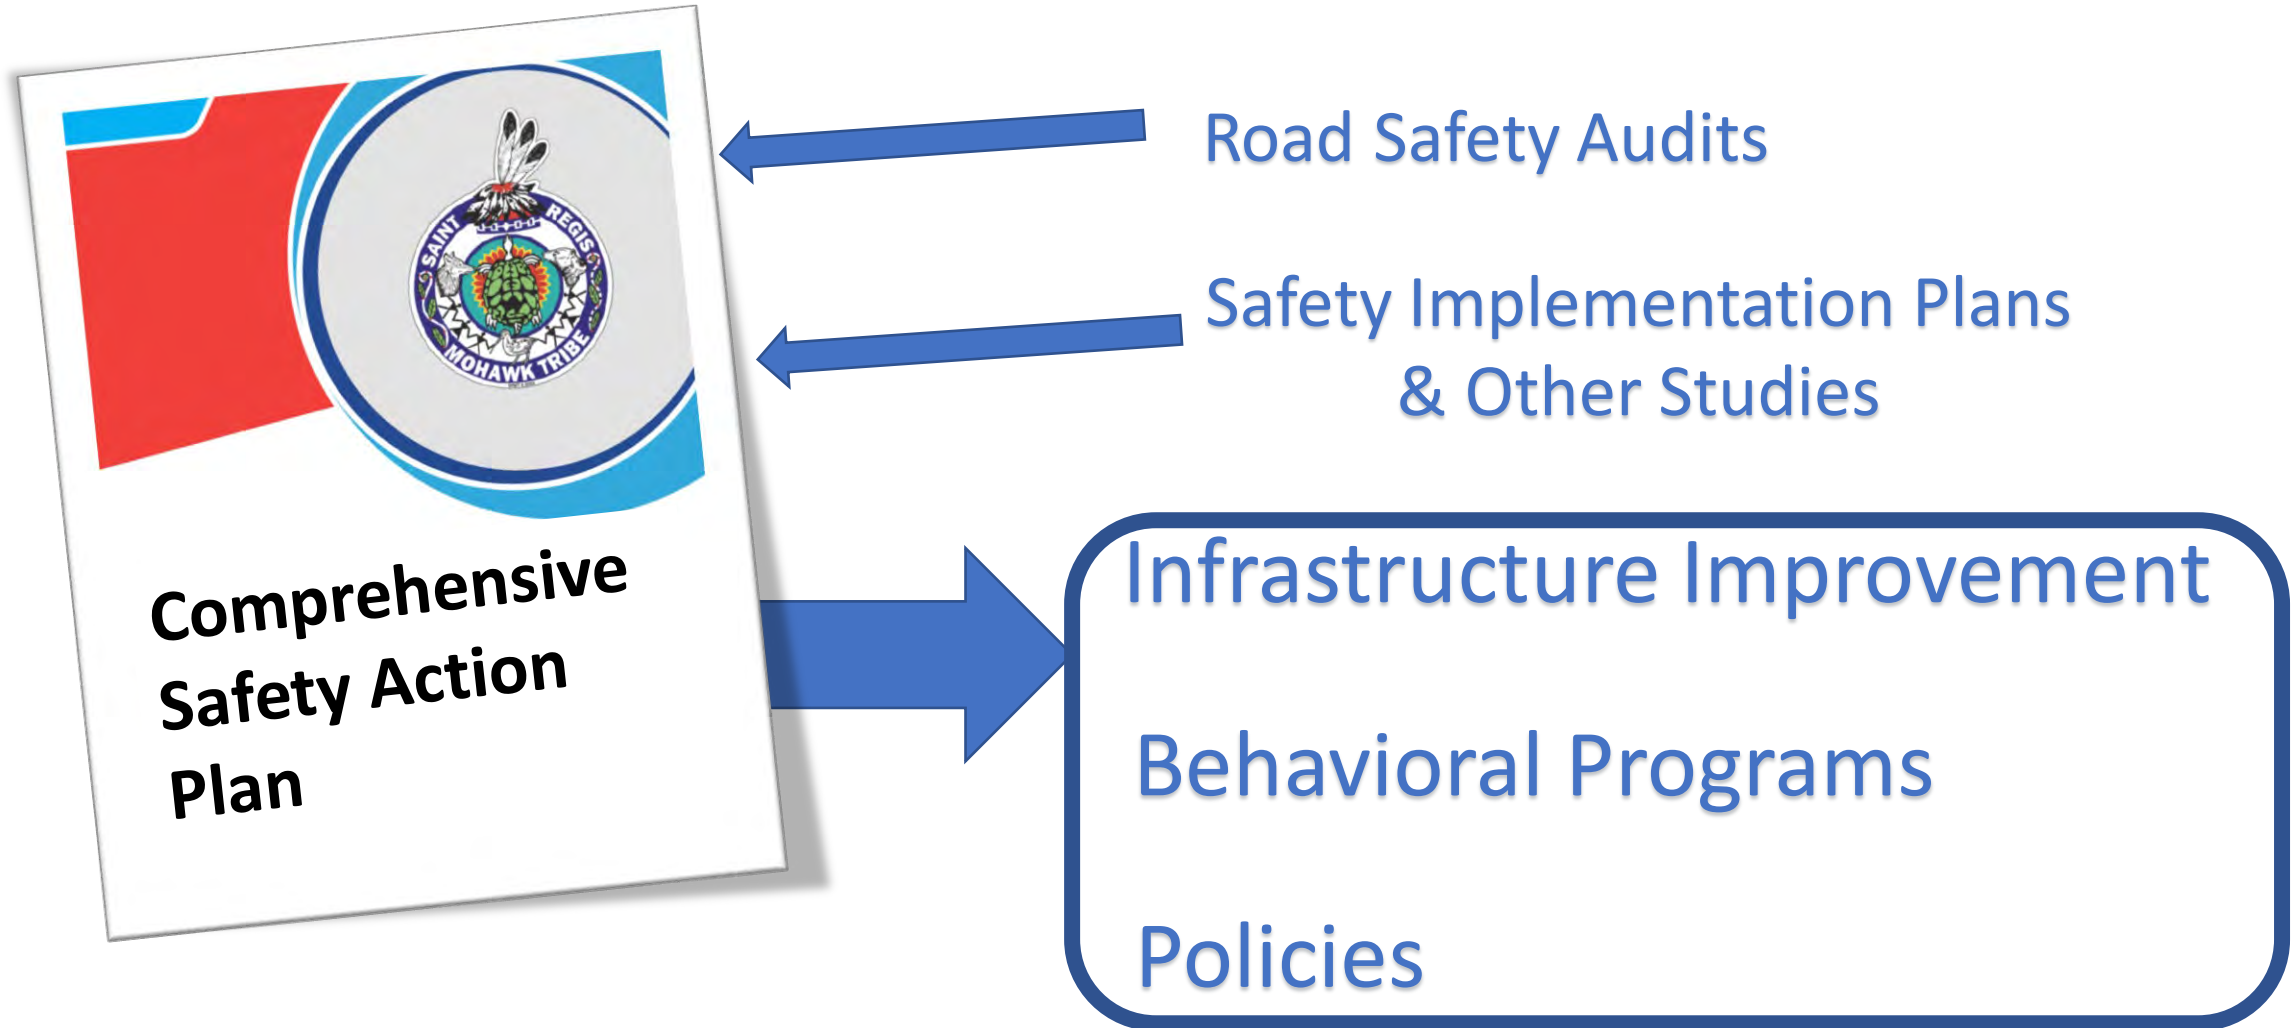 SAINT REGIS
MOHAWK TRIBE
Comprehensive
Safety Action
Plan
Road Safety Audits
Safety Implementation Plans
& Other Studies
Infrastructure Improvement
Behavioral Programs
Policies